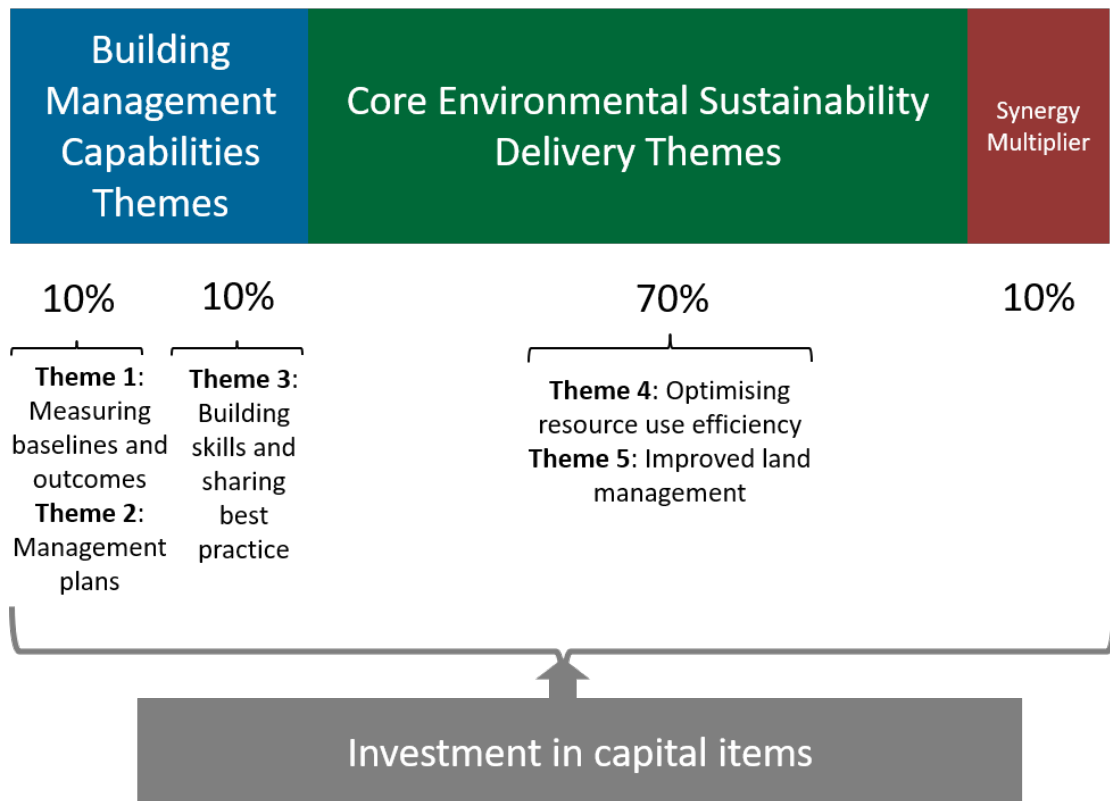 Building
Management
Capabilities
Themes
Core Environmental Sustainability
Delivery Themes
Synergy
Multiplier
10%
10%
70%
10%
Theme 1:
Measuring
baselines and
outcomes
Theme 2:
Management
plans
Theme 3:
Building
skills and
sharing
best
practice
Theme 4: Optimising
resource use efficiency
Theme 5: Improved land
management
Investment in capital items